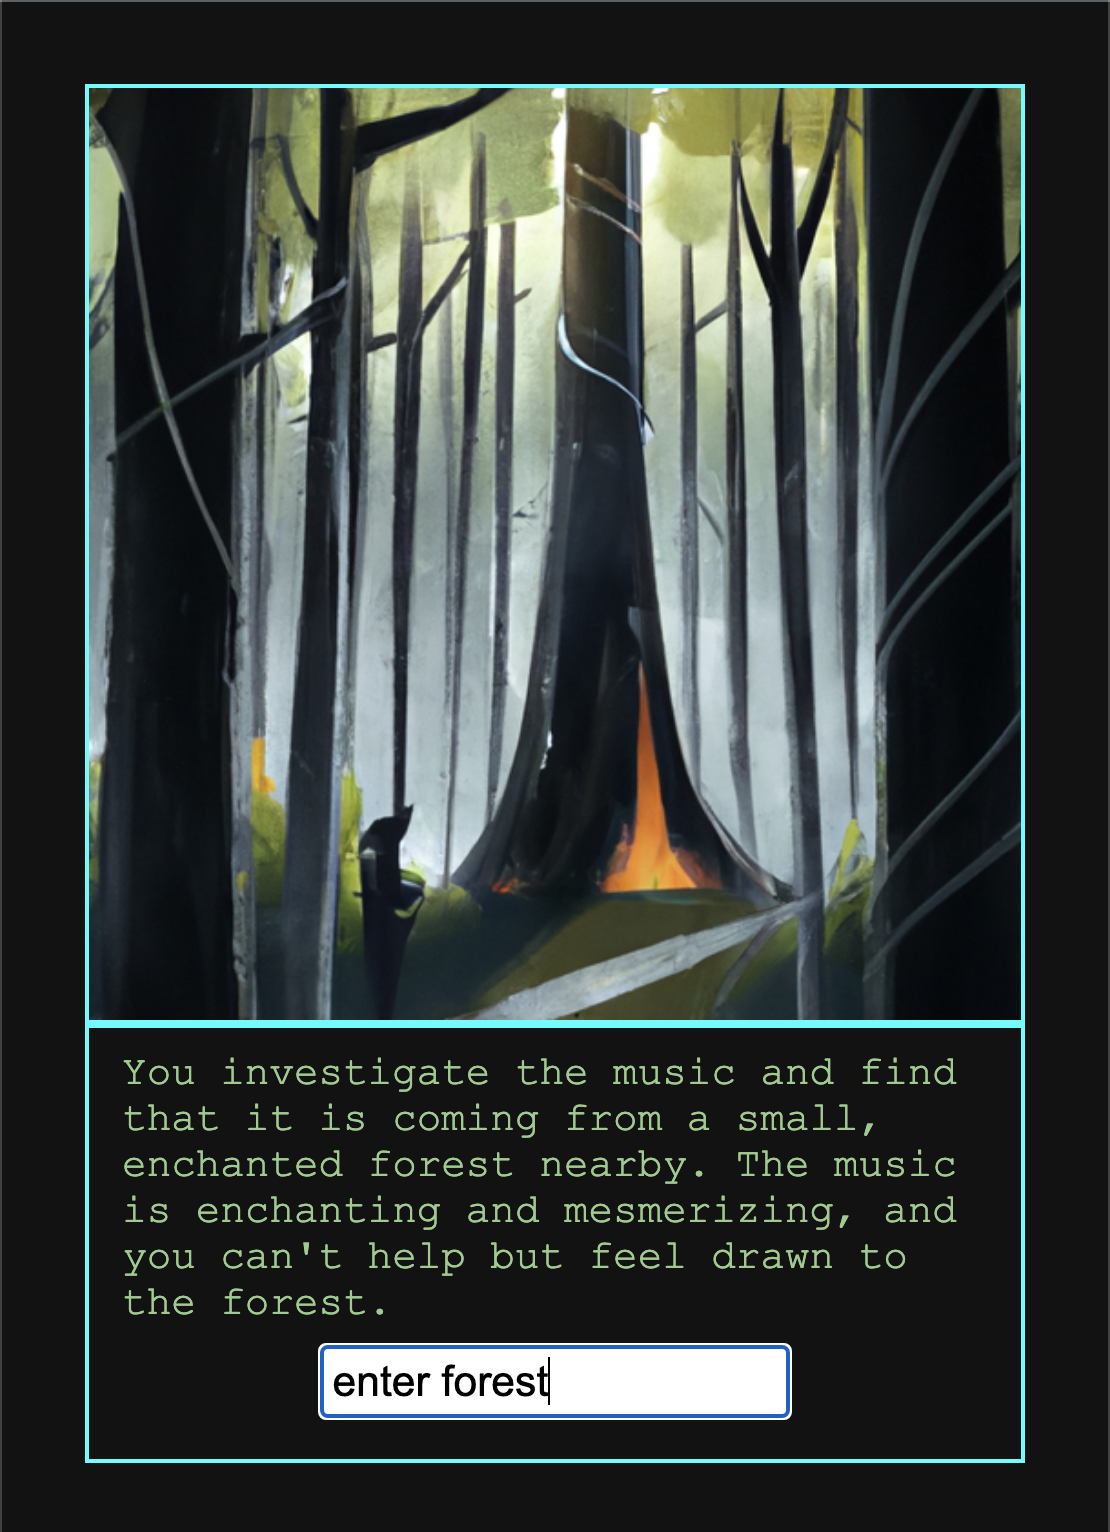 You investigate the music and find
that it is coming from a small,
enchanted forest nearby. The music
is enchanting and mesmerizing, and
you can't help but feel drawn to
the forest.
enter forest